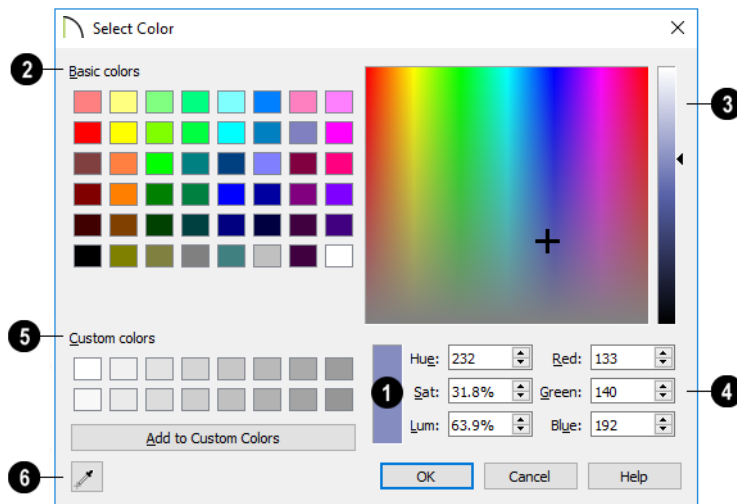 Select Color
2
Basic colors
3
5
Custom colors
1
Hue: 232
Red: 133
Sat: 31.8%
Green: 140
4
Lum: 63.9%
Blue: 192
Add to Custom Colors
6
OK
Cancel
Help